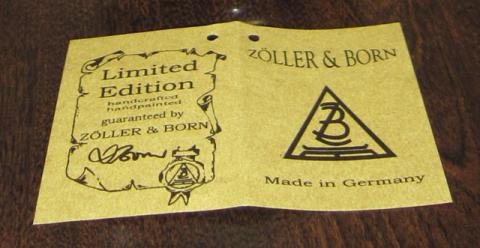 Limited
Edition
handcrafted
handpainted
guaranteed by
ZÖLLER & BORN
ZÖLLER & BORN
Made in Germany